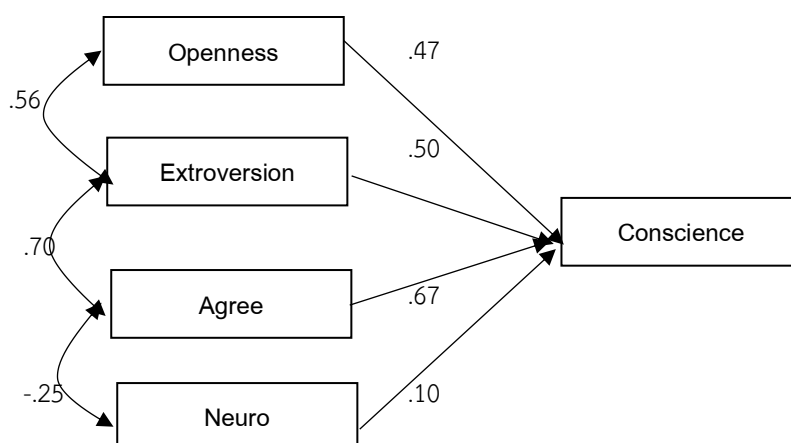 Openness
.47
.56
.50
Extroversion
Conscience
.70
.67
Agree
-.25
.10
Neuro